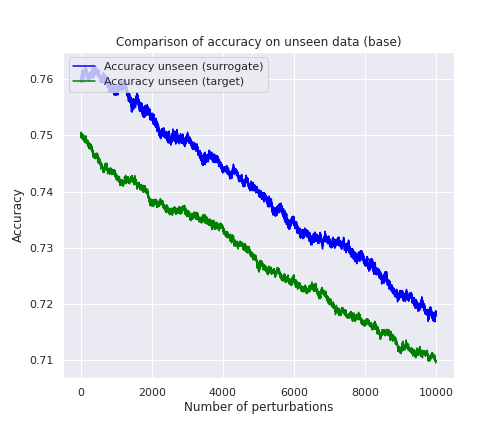 Comparison of accuracy on unseen data (base)
Accuracy unseen (surrogate)
Accuracy unseen (target)
0.76
0.75
0.74
0.73
0.72
0.71
Accuracy
0 2000 4000 6000 8000 10000
Number of perturbations